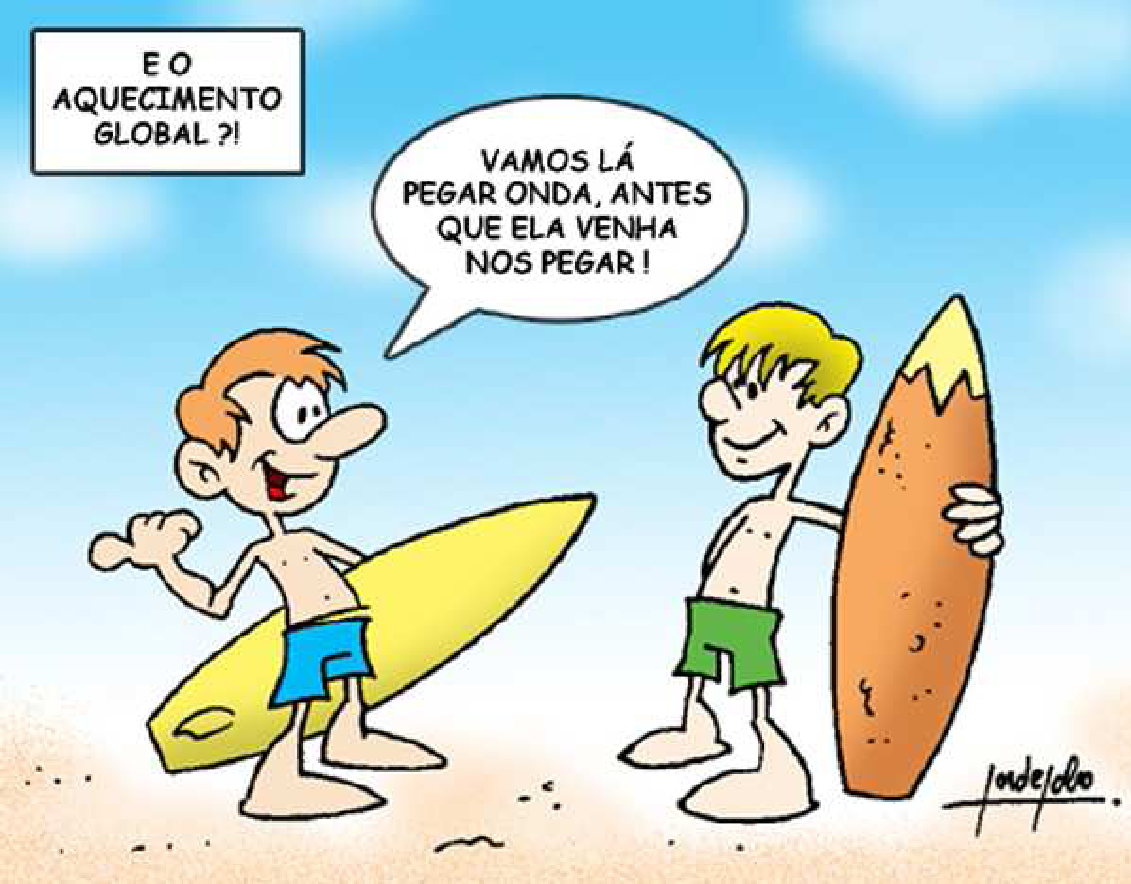 E O
AQUECIMENTO
GLOBAL ?!
VAMOS LÁ
PEGAR ONDA, ANTES
QUE ELA VENHA
NOS PEGAR !